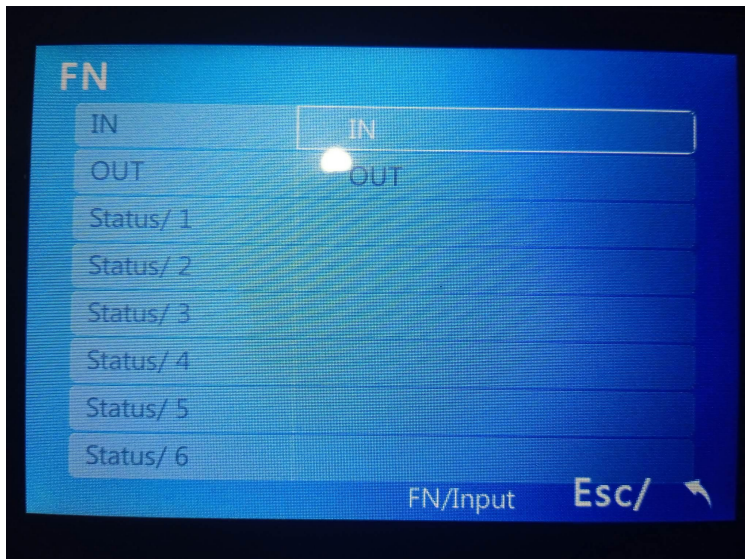 FN
IN IN
OUT OUT
Status/ 1
Status/ 2
Status/ 3
Status/ 4
Status/ 5
Status/ 6
FN/Input Esc/